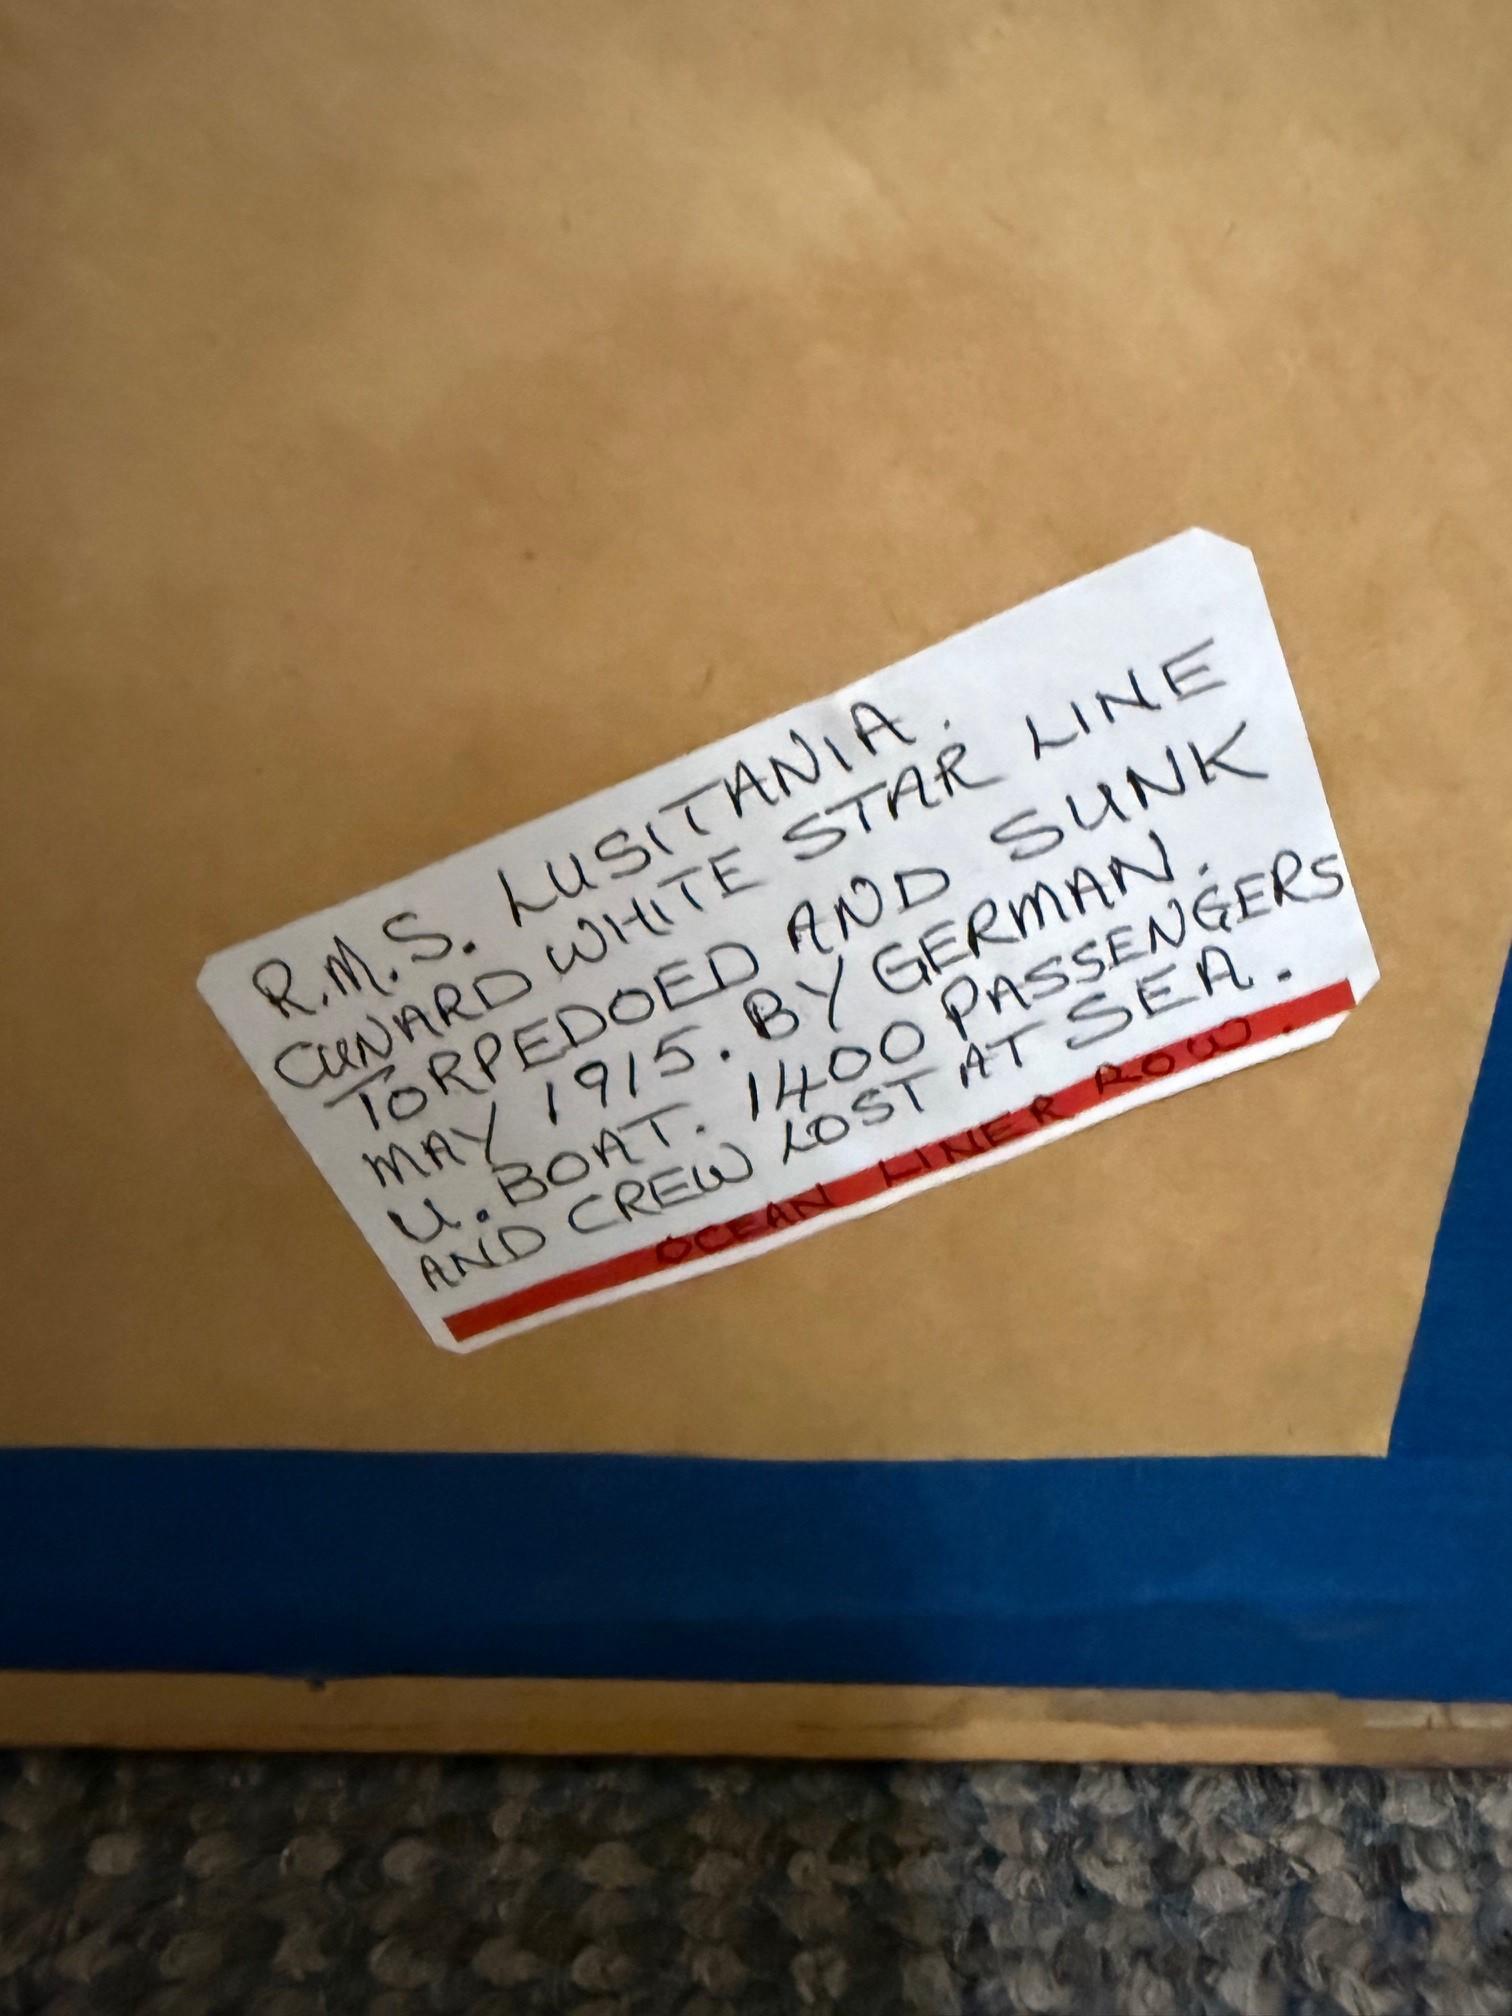 R.M.S. LUSITANIA.
CUNARD WHITE STAR LINE
TORPEDOED AND SUNK
MAY 1915. BY GERMAN.
U. BOAT. 1400 PASSENGERS
AND CREW LOST AT SEA.
OCEAN LINER ROW.